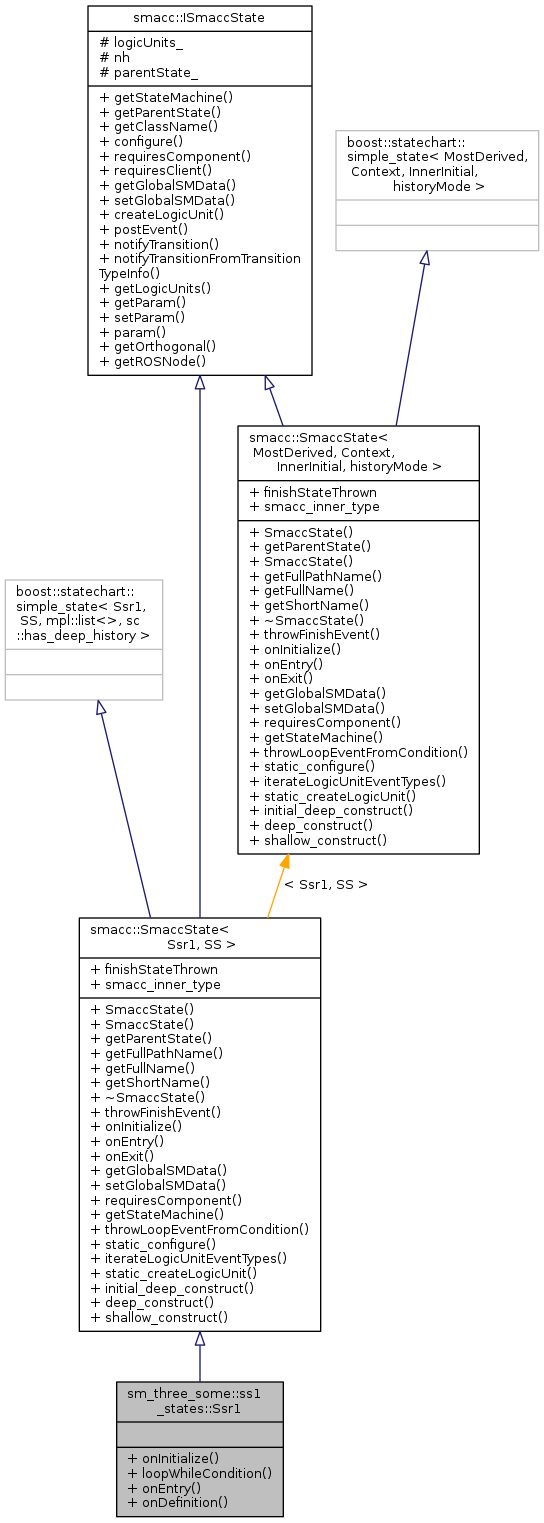 smacc::ISmaccState
# logicUnits_
# nh
# parentState_
+ getStateMachine()
+ getParentState()
+ getClassName()
+ configure()
+ requiresComponent()
+ requiresClient()
+ getGlobalSMData()
+ setGlobalSMData()
+ createLogicUnit()
+ postEvent()
+ notifyTransition()
+ notifyTransitionFromTransition
TypeInfo()
+ getLogicUnits()
+ getParam()
+ setParam()
+ param()
+ getOrthogonal()
+ getROSNode()
boost::statechart::
simple_state< MostDerived,
Context, InnerInitial,
historyMode >
smacc::SmaccState<
MostDerived, Context,
InnerInitial, historyMode >
+ finishStateThrown
+ smacc_inner_type
+ SmaccState()
+ getParentState()
+ SmaccState()
+ getFullPathName()
+ getFullName()
+ getShortName()
+ ~SmaccState()
+ throwFinishEvent()
+ onInitialize()
+ onEntry()
+ onExit()
+ getGlobalSMData()
+ setGlobalSMData()
+ requiresComponent()
+ getStateMachine()
+ throwLoopEventFromCondition()
+ static_configure()
+ iterateLogicUnitEventTypes()
+ static_createLogicUnit()
+ initial_deep_construct()
+ deep_construct()
+ shallow_construct()
boost::statechart::
simple_state< Ssr1,
SS, mpl::list<>, sc
::has_deep_history >
< Ssr1, SS >
smacc::SmaccState<
Ssr1, SS >
+ finishStateThrown
+ smacc_inner_type
+ SmaccState()
+ SmaccState()
+ getParentState()
+ getFullPathName()
+ getFullName()
+ getShortName()
+ ~SmaccState()
+ throwFinishEvent()
+ onInitialize()
+ onEntry()
+ onExit()
+ getGlobalSMData()
+ setGlobalSMData()
+ requiresComponent()
+ getStateMachine()
+ throwLoopEventFromCondition()
+ static_configure()
+ iterateLogicUnitEventTypes()
+ static_createLogicUnit()
+ initial_deep_construct()
+ deep_construct()
+ shallow_construct()
sm_three_some::ss1
_states::Ssr1
+ onInitialize()
+ loopWhileCondition()
+ onEntry()
+ onDefinition()